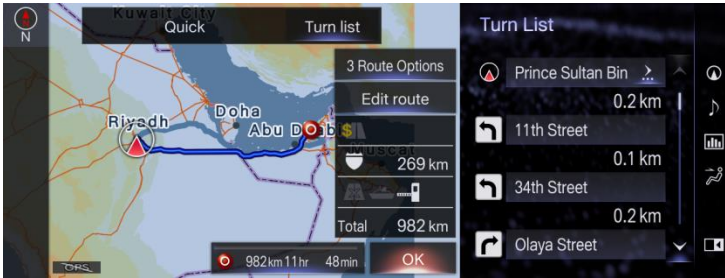 Kuwait City
Quick
Turn list
N
3 Route Options
Edit route
Riyadh
Doha
Abu Dhabi
$
Muscat
269 km
Total 982 km
982 km 11 hr 48 min
OK
GPS
Turn List
Prince Sultan Bin
0.2 km
11th Street
0.1 km
34th Street
0.2 km
Olaya Street